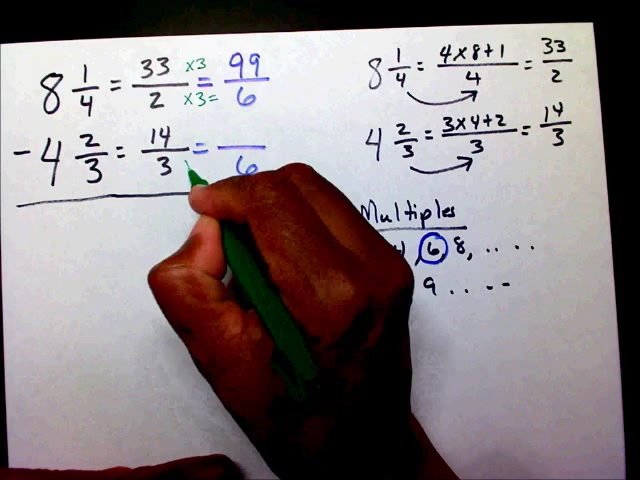 8 1/4 = 33/2 ×3 = 99/6
×3 =
- 4 2/3 = 14/3 = /6
8 1/4 = 4×8+1/4 = 33/2
4 2/3 = 3×4+2/3 = 14/3
Multiples
, 6, 8, ....
9 ....